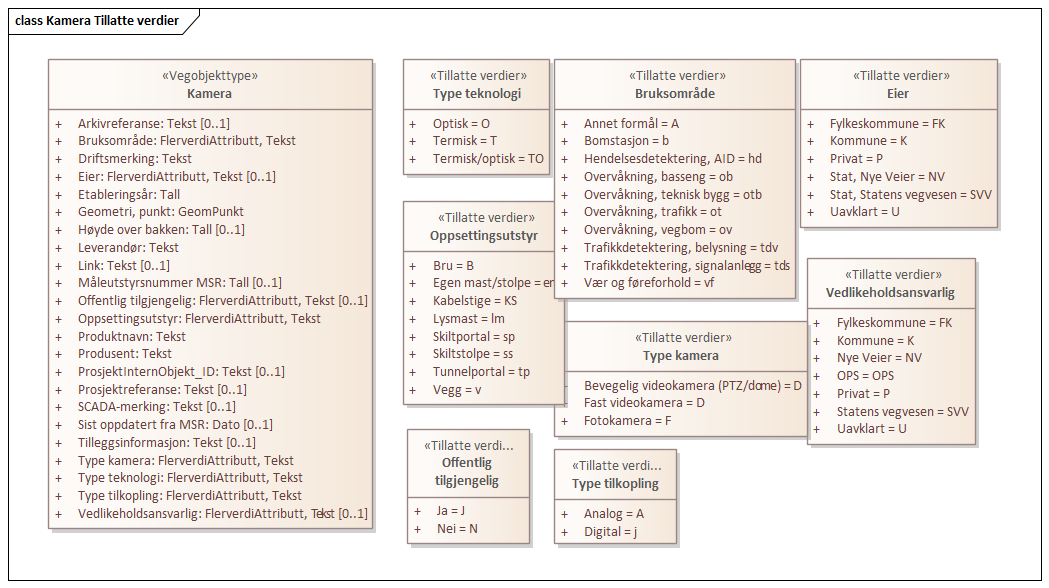 class Kamera Tillatte verdier
«Vegobjekttype»
Kamera
+ Arkivreferanse: Tekst [0..1]
+ Bruksområde: FlerverdiAttributt, Tekst
+ Driftsmerking: Tekst
+ Eier: FlerverdiAttributt, Tekst [0..1]
+ Etableringsår: Tall
+ Geometri, punkt: GeomPunkt
+ Høyde over bakken: Tall [0..1]
+ Leverandør: Tekst
+ Link: Tekst [0..1]
+ Måleutstyrsnummer MSR: Tall [0..1]
+ Offentlig tilgjengelig: FlerverdiAttributt, Tekst [0..1]
+ Oppsettingsutstyr: FlerverdiAttributt, Tekst
+ Produktnavn: Tekst
+ Produsent: Tekst
+ ProsjektInternObjekt_ID: Tekst [0..1]
+ Prosjektreferanse: Tekst [0..1]
+ SCADA-merking: Tekst [0..1]
+ Sist oppdatert fra MSR: Dato [0..1]
+ Tilleggsinformasjon: Tekst [0..1]
+ Type kamera: FlerverdiAttributt, Tekst
+ Type teknologi: FlerverdiAttributt, Tekst
+ Type tilkopling: FlerverdiAttributt, Tekst
+ Vedlikeholdsansvarlig: FlerverdiAttributt, Tekst [0..1]
«Tillatte verdier»
Type teknologi
+ Optisk = O
+ Termisk = T
+ Termisk/optisk = TO
«Tillatte verdier»
Oppsettingsutstyr
+ Bru = B
+ Egen mast/stolpe =
+ Kabelstige = KS
+ Lysmast = lm
+ Skiltportal = sp
+ Skiltstolpe = ss
+ Tunnelportal = tp
+ Vegg = v
«Tillatte verdi...
Offentlig
tilgjengelig
+ Ja = J
+ Nei = N
«Tillatte verdier»
Bruksområde
+ Annet formål = A
+ Bomstasjon = b
+ Hendelsesdetektering, AID = hd
+ Overvåkning, basseng = ob
+ Overvåkning, teknisk bygg = otb
+ Overvåkning, trafikk = ot
+ Overvåkning, vegbom = ov
+ Trafikkdetektering, belysning = tdv
+ Trafikkdetektering, signalanlegg = tds
+ Vær og føreforhold = vf
«Tillatte verdier»
Type kamera
Bevegelig videokamera (PTZ/dome) = D
Fast videokamera = D
+ Fotokamera = F
«Tillatte verdi...
Type tilkopling
+ Analog = A
+ Digital = j
«Tillatte verdier»
Eier
+ Fylkeskommune = FK
+ Kommune = K
+ Privat = P
+ Stat, Nye Veier = NV
+ Stat, Statens vegvesen = SVV
+ Uavklart = U
«Tillatte verdier»
Vedlikeholdsansvarlig
+ Fylkeskommune = FK
+ Kommune = K
+ Nye Veier = NV
+ OPS = OPS
+ Privat = P
+ Statens vegvesen = SVV
+ Uavklart = U